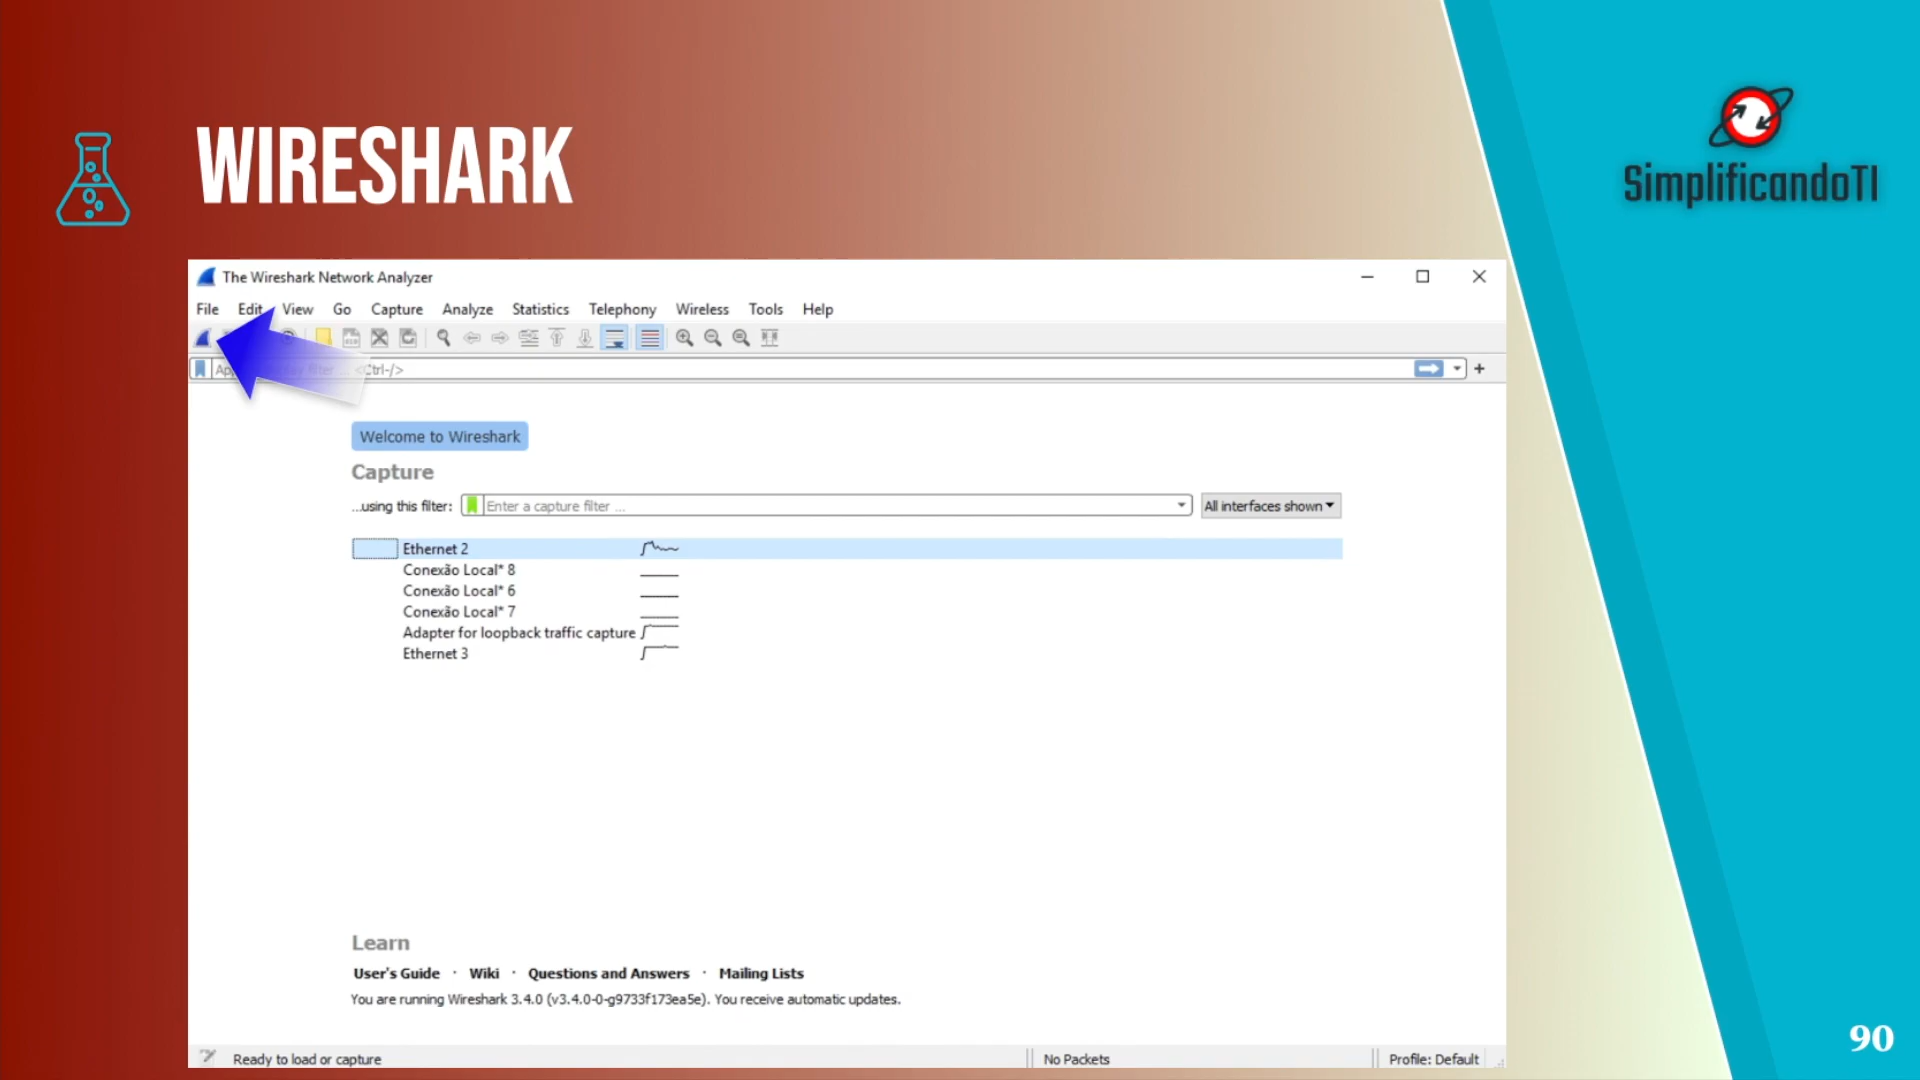 WIRESHARK
SimplificandoTI
The Wireshark Network Analyzer
File Edit View Go Capture Analyze Statistics Telephony Wireless Tools Help
<Ctrl-/>
+
Welcome to Wireshark
Capture
...using this filter: Enter a capture filter ... All interfaces shown
Ethernet 2
Conexão Local* 8
Conexão Local* 6
Conexão Local* 7
Adapter for loopback traffic capture
Ethernet 3
Learn
User's Guide · Wiki · Questions and Answers · Mailing Lists
You are running Wireshark 3.4.0 (v3.4.0-0-g9733f173ea5e). You receive automatic updates.
Ready to load or capture No Packets Profile: Default
90